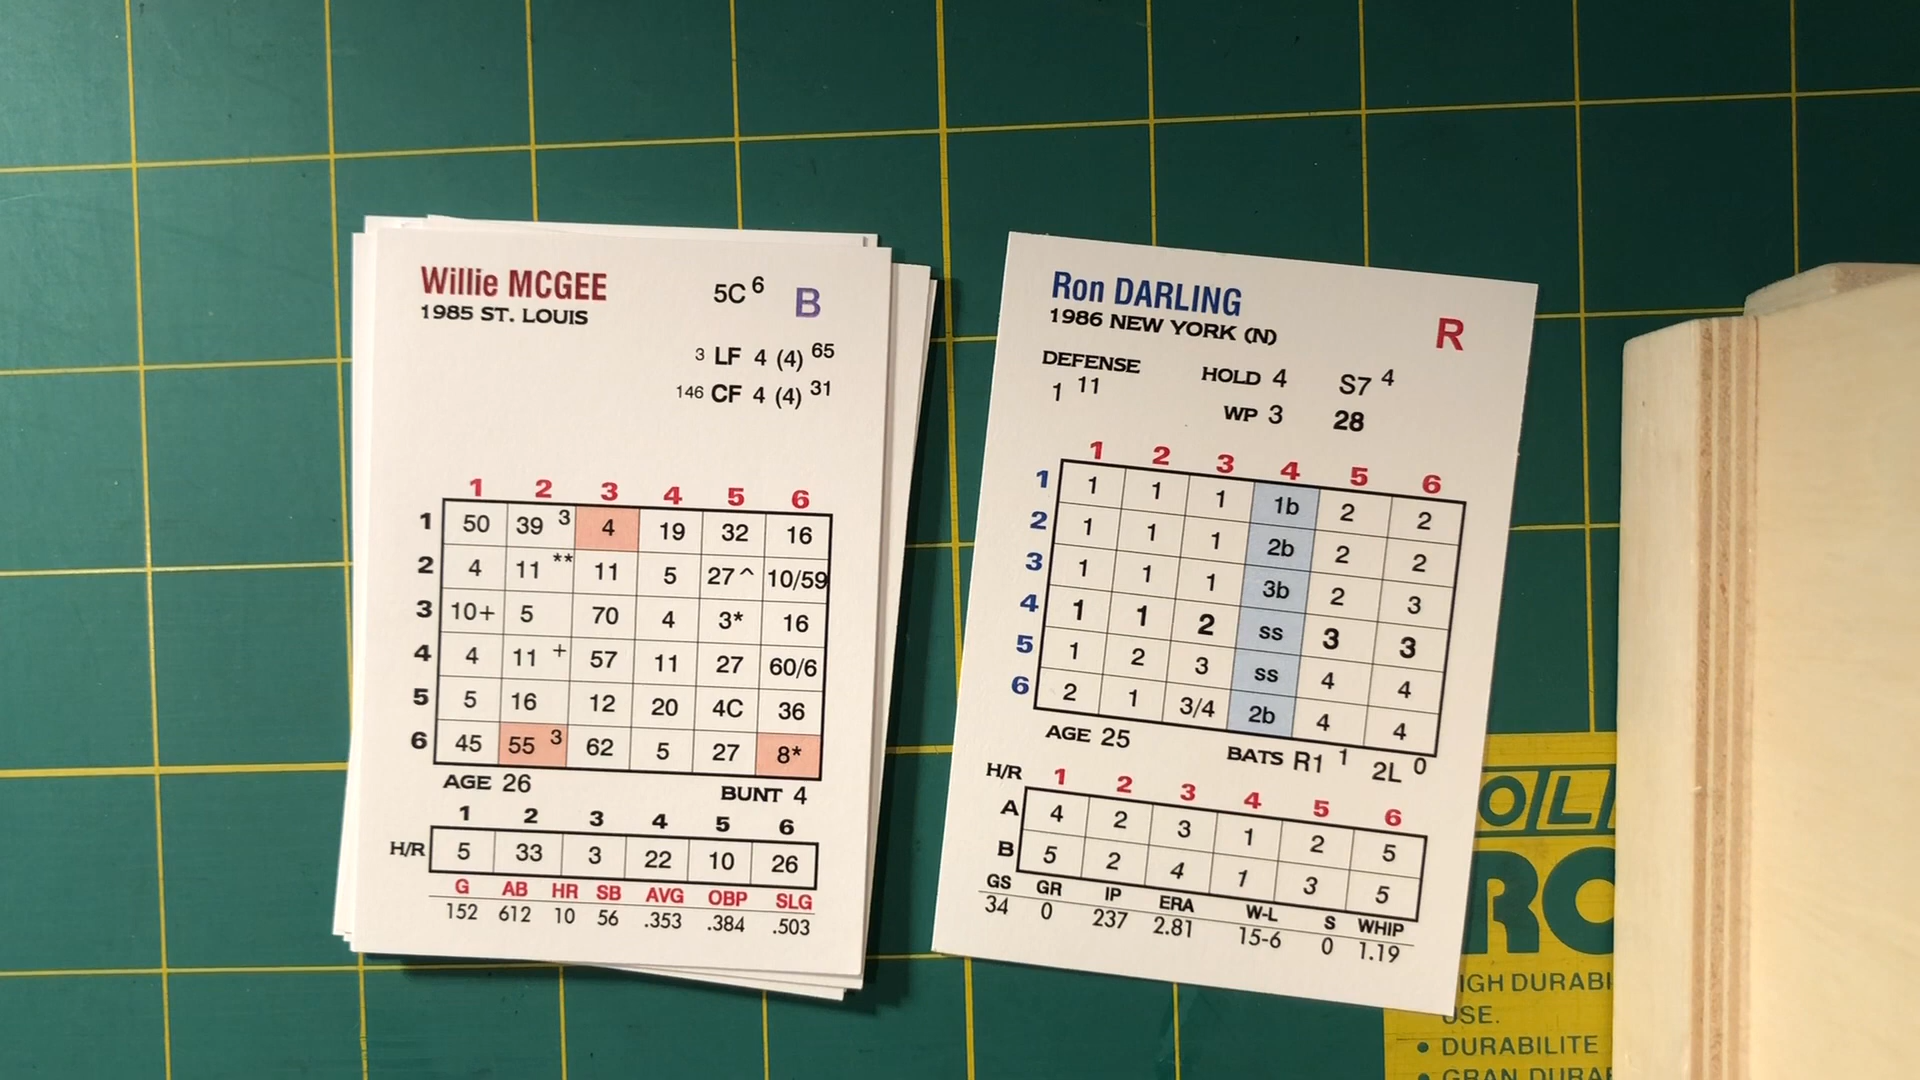 Willie MCGEE 5C 6 B
1985 ST. LOUIS
3 LF 4 (4) 65
146 CF 4 (4) 31
1 2 3 4 5 6
1 50 39 3 4 19 32 16
2 4 11 ** 11 5 27^ 10/59
3 10+ 5 70 4 3* 16
4 4 11 + 57 11 27 60/6
5 5 16 12 20 4C 36
6 45 55 3 62 5 27 8*
AGE 26 BUNT 4
1 2 3 4 5 6
H/R 5 33 3 22 10 26
G AB HR SB AVG OBP SLG
152 612 10 56 .353 .384 .503
Ron DARLING R
1986 NEW YORK (N)
DEFENSE HOLD 4 S7 4
1 11 WP 3 28
1 2 3 4 5 6
1 1 1 1 1b 2 2
2 1 1 1 2b 2 2
3 1 1 1 3b 2 3
4 1 1 2 ss 3 3
5 1 2 3 ss 4 4
6 2 1 3/4 2b 4 4
AGE 25 BATS R1 1 2L 0
H/R 1 2 3 4 5 6
A 4 2 3 1 2 5
B 5 2 4 1 3 5
GS GR IP ERA W-L S WHIP
34 0 237 2.81 15-6 0 1.19
USE.
• DURABILITE